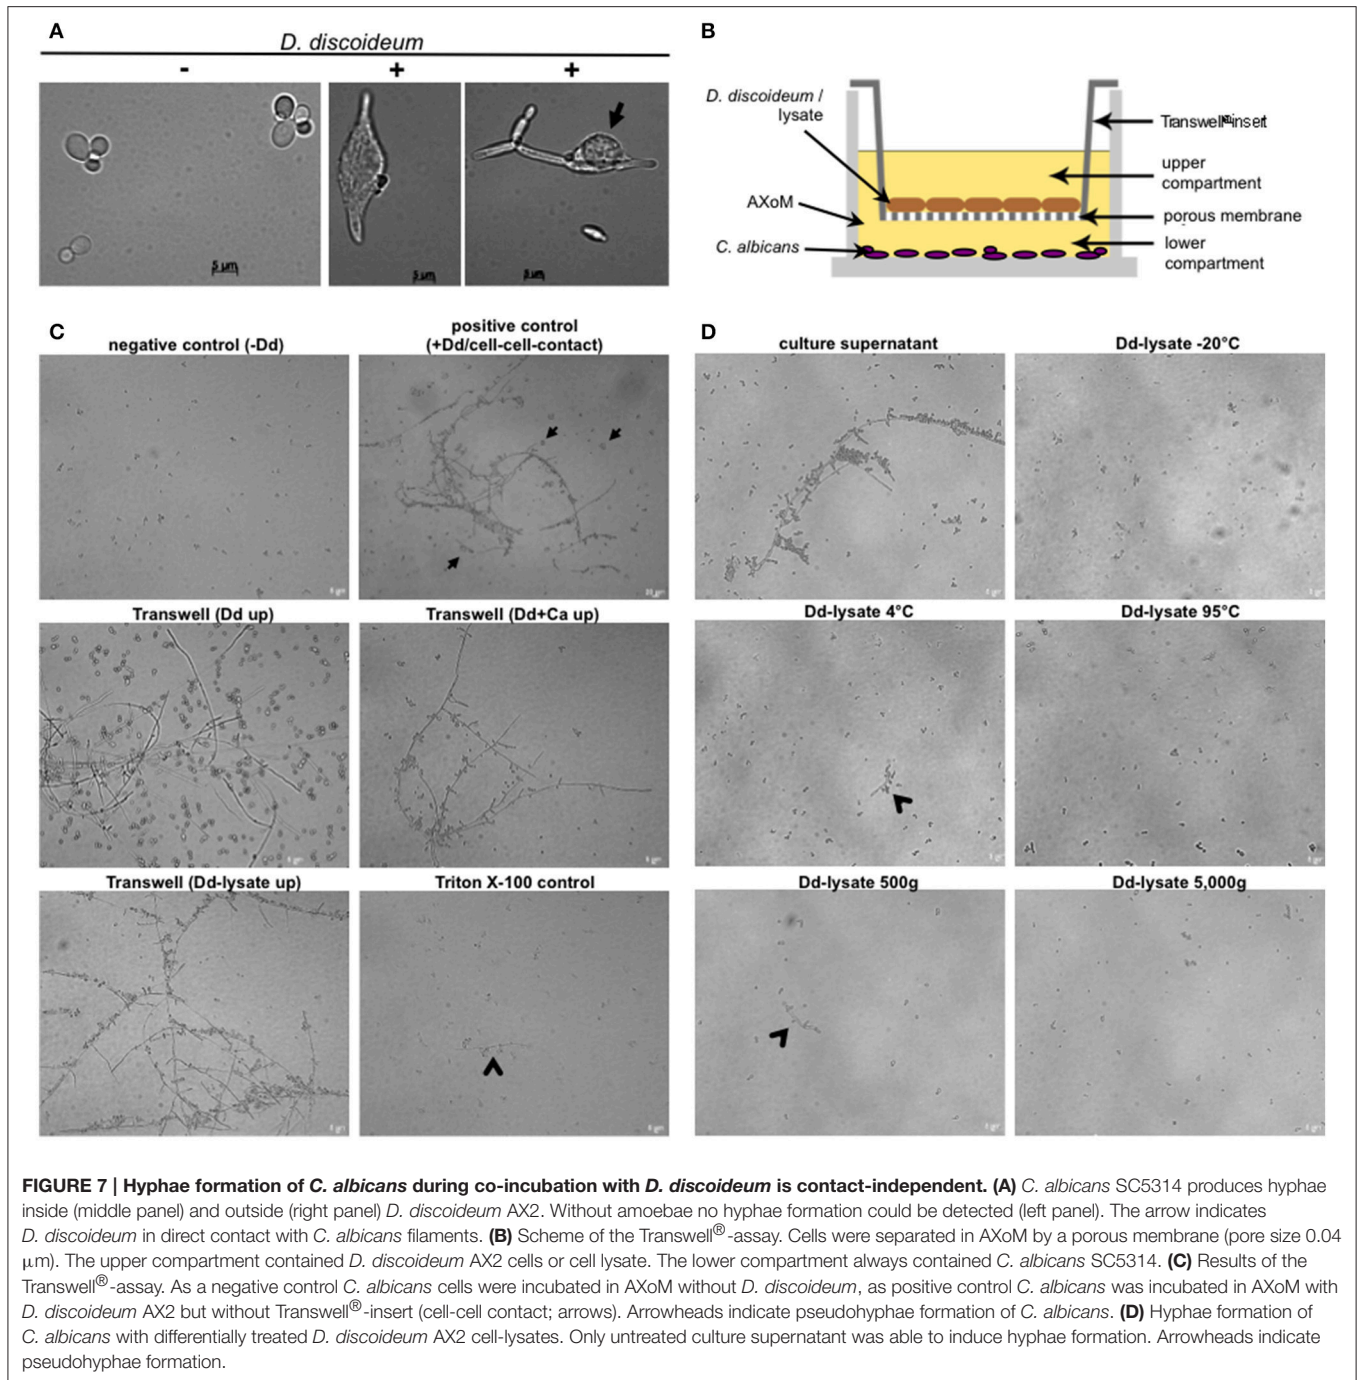 A
D. discoideum
- + +
5 µm
5 µm
5 µm
B
D. discoideum /
lysate
AXoM
C. albicans
Transwell®-insert
upper
compartment
porous membrane
lower
compartment
C
negative control (-Dd)
positive control
(+Dd/cell-cell-contact)
Transwell (Dd up)
Transwell (Dd+Ca up)
Transwell (Dd-lysate up)
Triton X-100 control
D
culture supernatant
Dd-lysate -20°C
Dd-lysate 4°C
Dd-lysate 95°C
Dd-lysate 500g
Dd-lysate 5,000g
FIGURE 7 | Hyphae formation of C. albicans during co-incubation with D. discoideum is contact-independent. (A) C. albicans SC5314 produces hyphae
inside (middle panel) and outside (right panel) D. discoideum AX2. Without amoebae no hyphae formation could be detected (left panel). The arrow indicates
D. discoideum in direct contact with C. albicans filaments. (B) Scheme of the Transwell®-assay. Cells were separated in AXoM by a porous membrane (pore size 0.04
µm). The upper compartment contained D. discoideum AX2 cells or cell lysate. The lower compartment always contained C. albicans SC5314. (C) Results of the
Transwell®-assay. As a negative control C. albicans cells were incubated in AXoM without D. discoideum, as positive control C. albicans was incubated in AXoM with
D. discoideum AX2 but without Transwell®-insert (cell-cell contact; arrows). Arrowheads indicate pseudohyphae formation of C. albicans. (D) Hyphae formation of
C. albicans with differentially treated D. discoideum AX2 cell-lysates. Only untreated culture supernatant was able to induce hyphae formation. Arrowheads indicate
pseudohyphae formation.